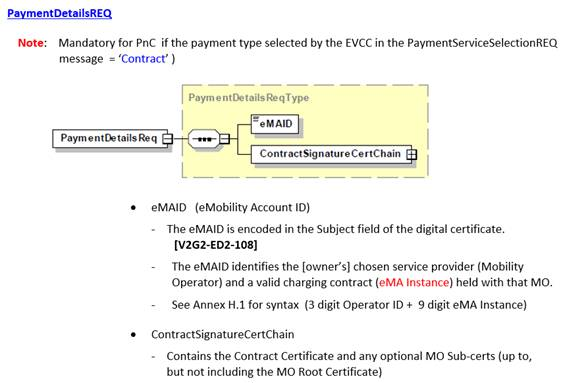 PaymentDetailsREQ
Note: Mandatory for PnC if the payment type selected by the EVCC in the PaymentServiceSelectionREQ
message = ‘Contract’ )
PaymentDetailsReqType
eMAID
PaymentDetailsReq
ContractSignatureCertChain
• eMAID (eMobility Account ID)
- The eMAID is encoded in the Subject field of the digital certificate.
[V2G2-ED2-108]
- The eMAID identifies the [owner’s] chosen service provider (Mobility
Operator) and a valid charging contract (eMA Instance) held with that MO.
- See Annex H.1 for syntax (3 digit Operator ID + 9 digit eMA Instance)
• ContractSignatureCertChain
- Contains the Contract Certificate and any optional MO Sub-certs (up to,
but not including the MO Root Certificate)